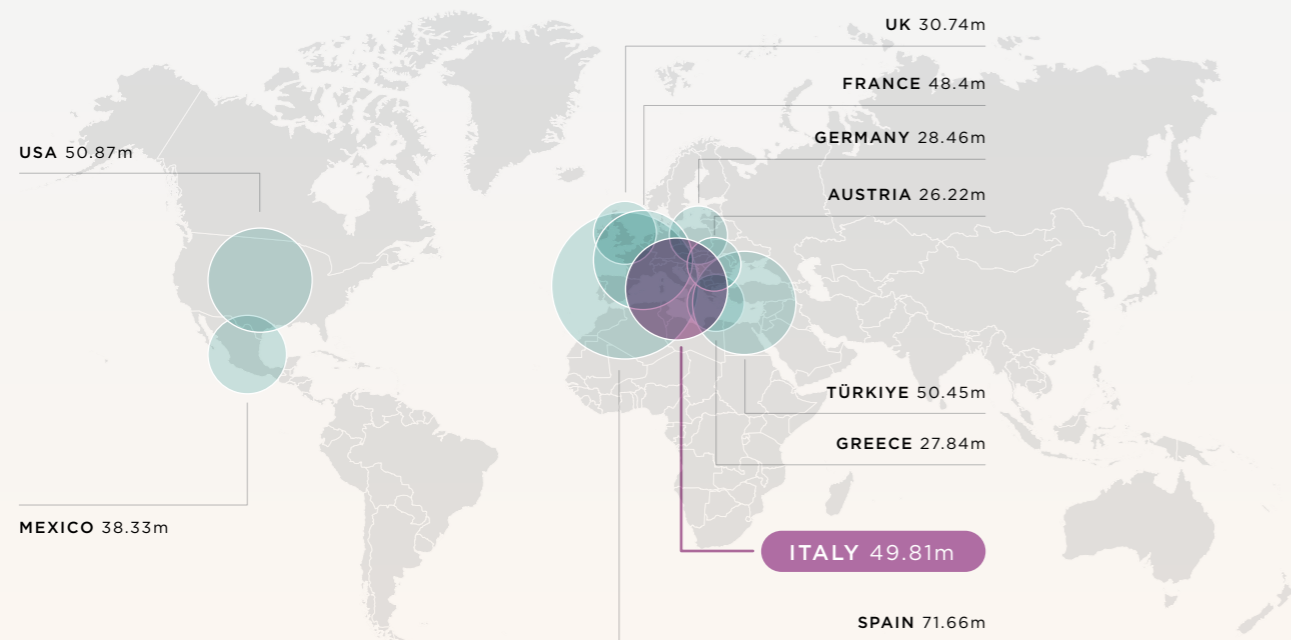 UK 30.74m
FRANCE 48.4m
GERMANY 28.46m
USA 50.87m
AUSTRIA 26.22m
TÜRKIYE 50.45m
GREECE 27.84m
MEXICO 38.33m
ITALY 49.81m
SPAIN 71.66m